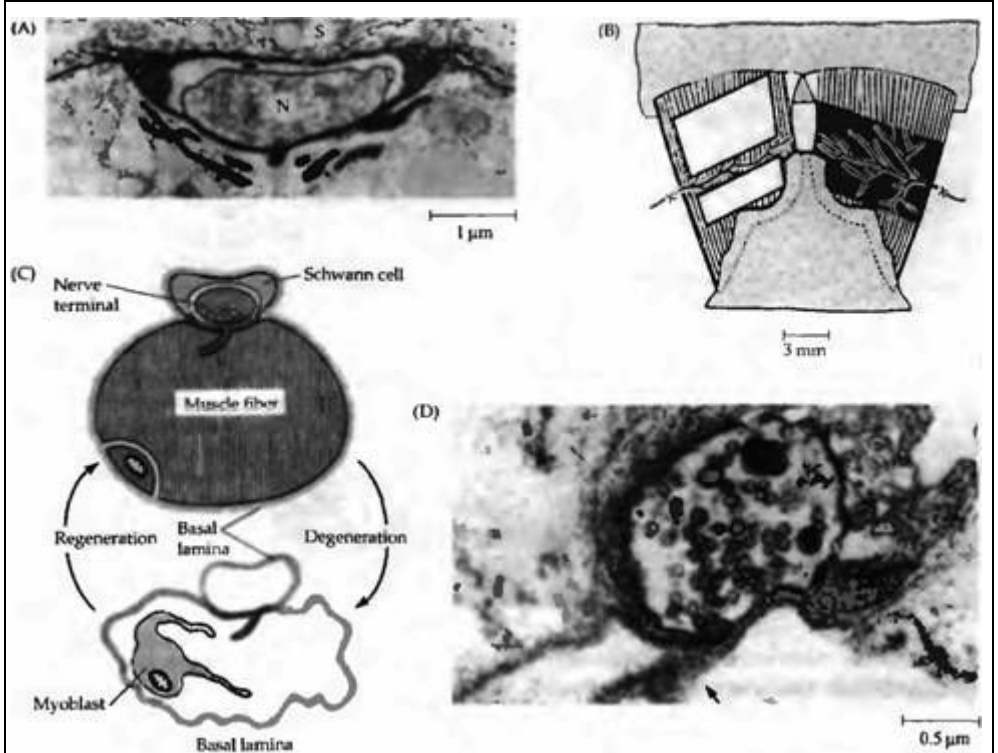 (A)
S
N
1 μm
(B)
3 mm
(C)
Nerve
terminal
Schwann cell
Muscle fiber
Regeneration
Basal
lamina
Degeneration
Myoblast
Basal lamina
(D)
0.5 μm